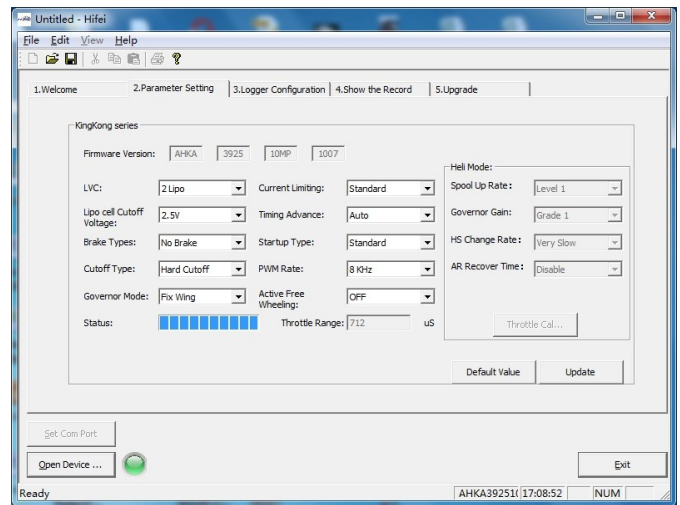 Untitled - Hifei
File Edit View Help
1.Welcome 2.Parameter Setting 3.Logger Configuration 4.Show the Record 5.Upgrade
KingKong series
Firmware Version: AHKA 3925 10MP 1007
Heli Mode:
LVC: 2 Lipo Current Limiting: Standard Spool Up Rate: Level 1
Lipo cell Cutoff Voltage: 2.5V Timing Advance: Auto Governor Gain: Grade 1
Brake Types: No Brake Startup Type: Standard HS Change Rate: Very Slow
Cutoff Type: Hard Cutoff PWM Rate: 8 KHz AR Recover Time: Disable
Governor Mode: Fix Wing Active Free Wheeling: OFF
Status: Throttle Range: 712 uS Throttle Cal...
Default Value Update
Set Com Port
Open Device ... Exit
Ready AHKA39251( 17:08:52 NUM